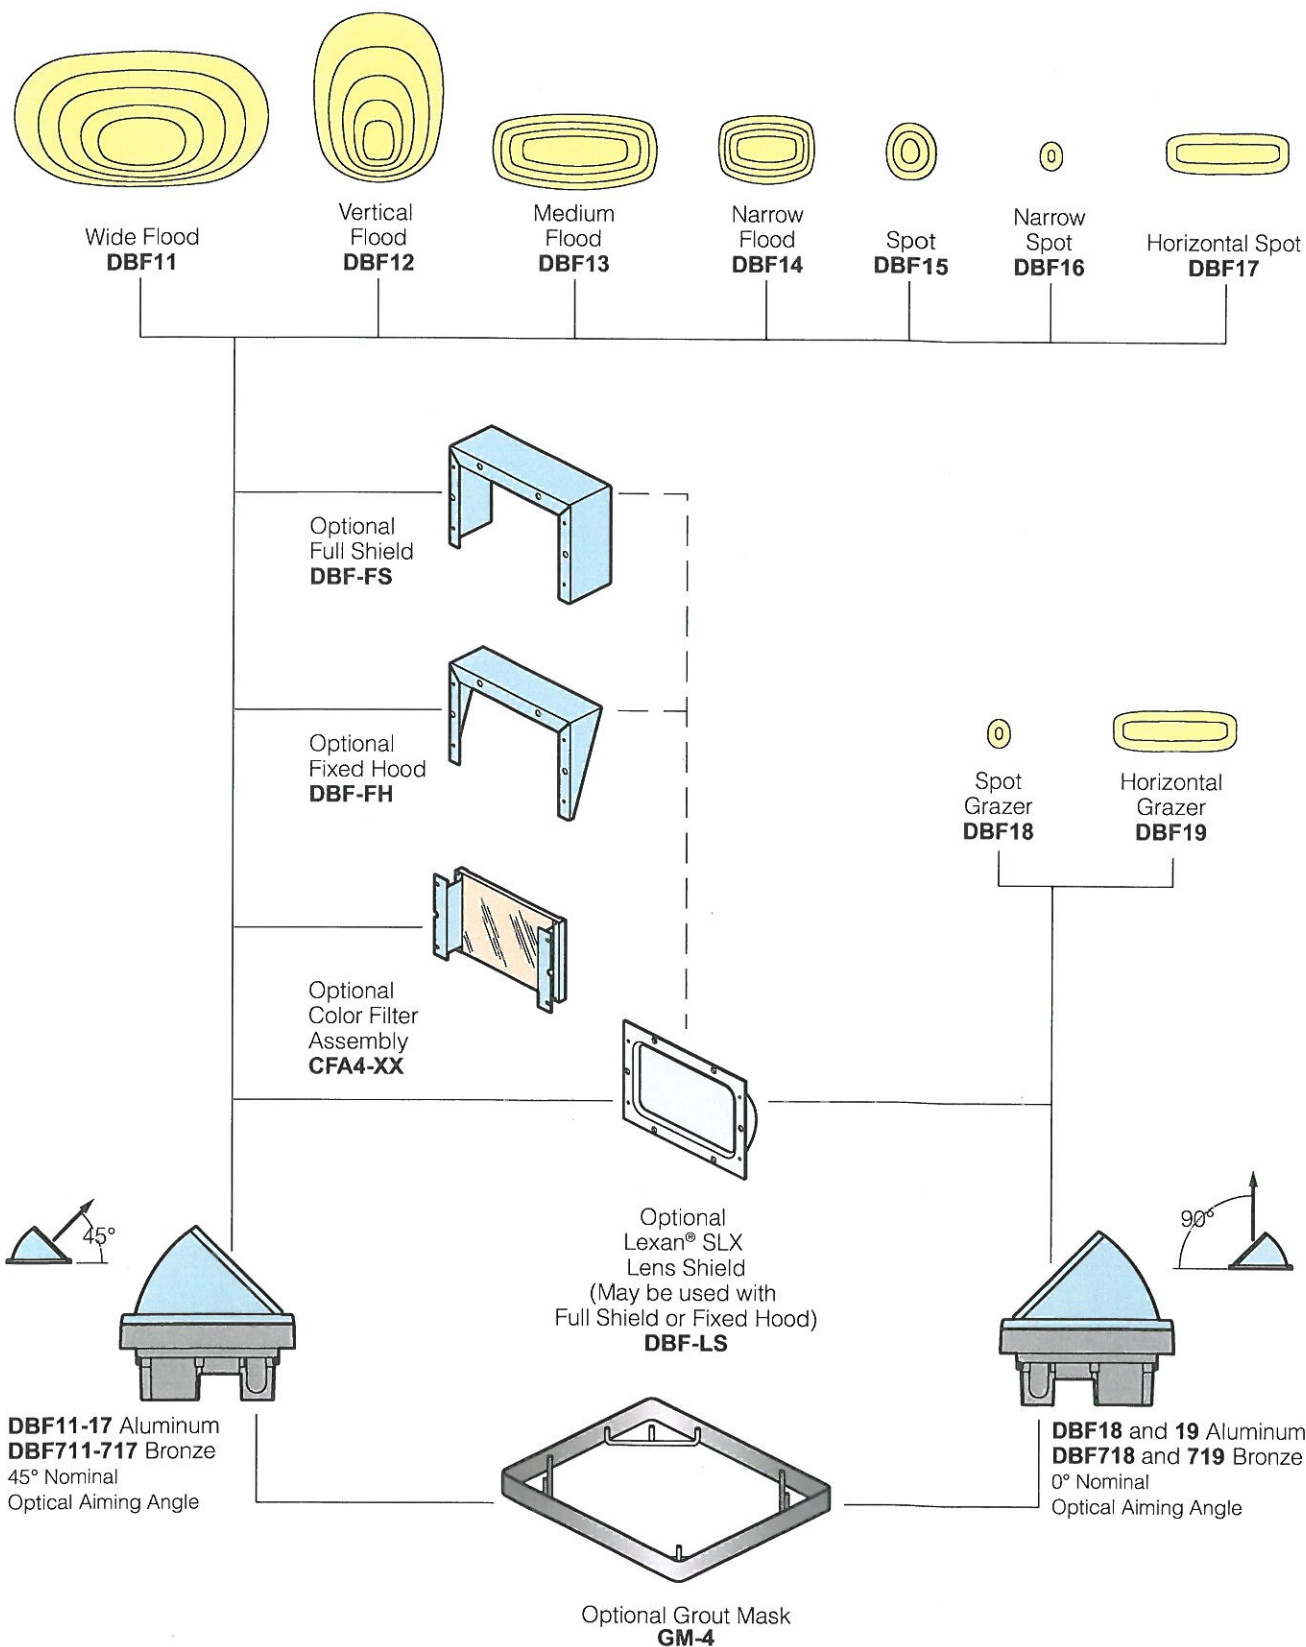 Wide Flood
DBF11
Vertical
Flood
DBF12
Medium
Flood
DBF13
Narrow
Flood
DBF14
Spot
DBF15
Narrow
Spot
DBF16
Horizontal Spot
DBF17
Optional
Full Shield
DBF-FS
Optional
Fixed Hood
DBF-FH
Spot
Grazer
DBF18
Horizontal
Grazer
DBF19
Optional
Color Filter
Assembly
CFA4-XX
45°
90°
Optional
Lexan® SLX
Lens Shield
(May be used with
Full Shield or Fixed Hood)
DBF-LS
DBF11-17 Aluminum
DBF711-717 Bronze
45° Nominal
Optical Aiming Angle
DBF18 and 19 Aluminum
DBF718 and 719 Bronze
0° Nominal
Optical Aiming Angle
Optional Grout Mask
GM-4